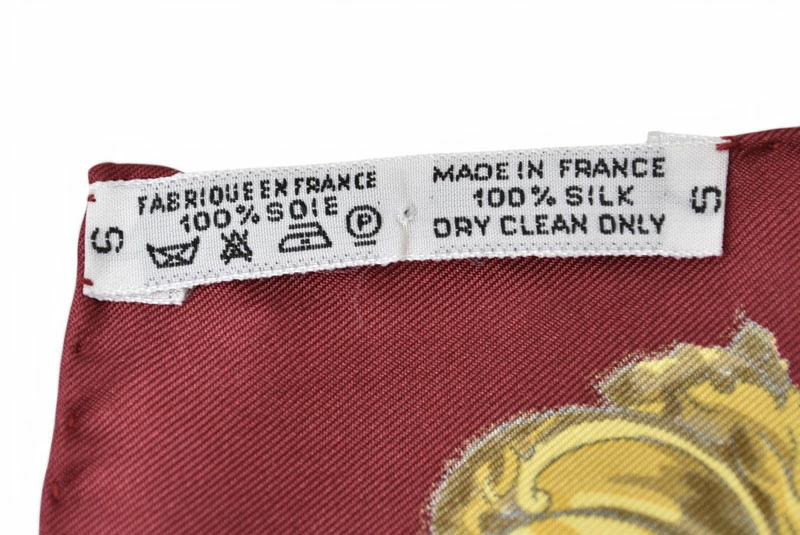 S
FABRIQUE EN FRANCE
100% SOIE
P
MADE IN FRANCE
100% SILK
DRY CLEAN ONLY
S